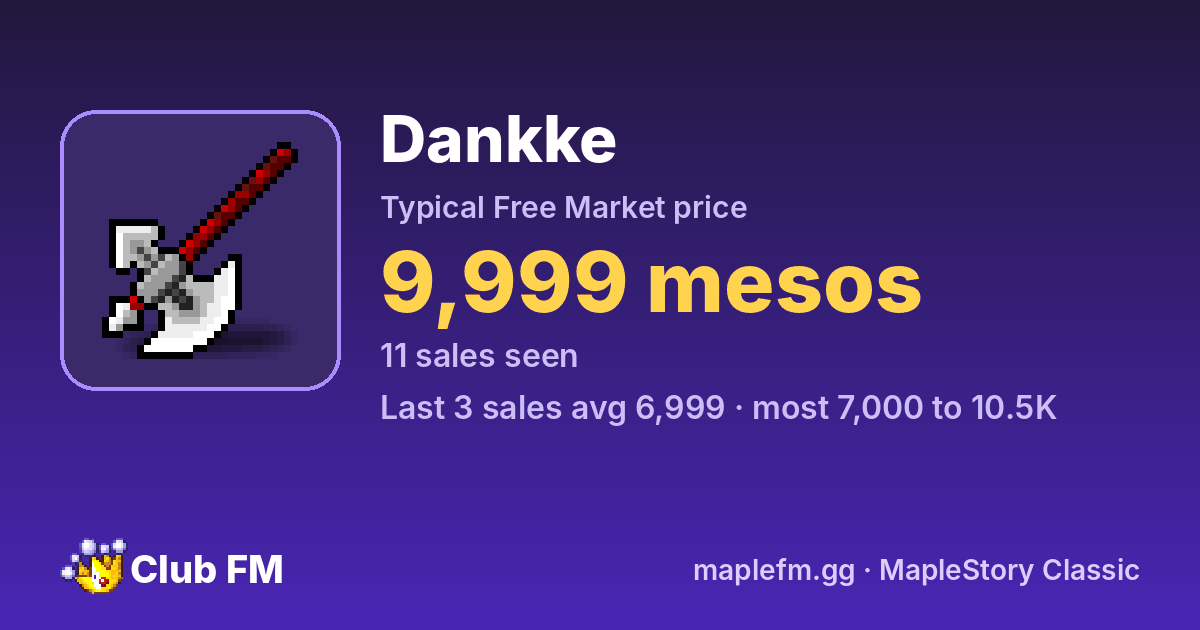 Dankke
Typical Free Market price
9,999 mesos
11 sales seen
Last 3 sales avg 6,999 · most 7,000 to 10.5K
Club FM
maplefm.gg · MapleStory Classic